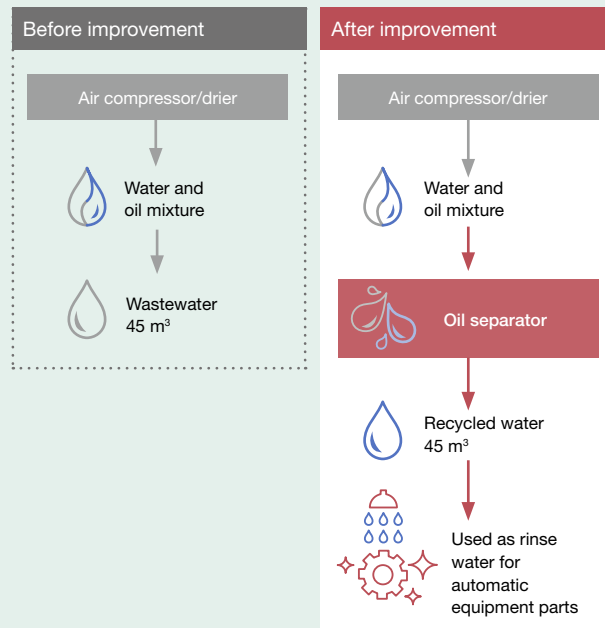 Before improvement
Air compressor/drier
Water and
oil mixture
Wastewater
45 m³
After improvement
Air compressor/drier
Water and
oil mixture
Oil separator
Recycled water
45 m³
Used as rinse
water for
automatic
equipment parts